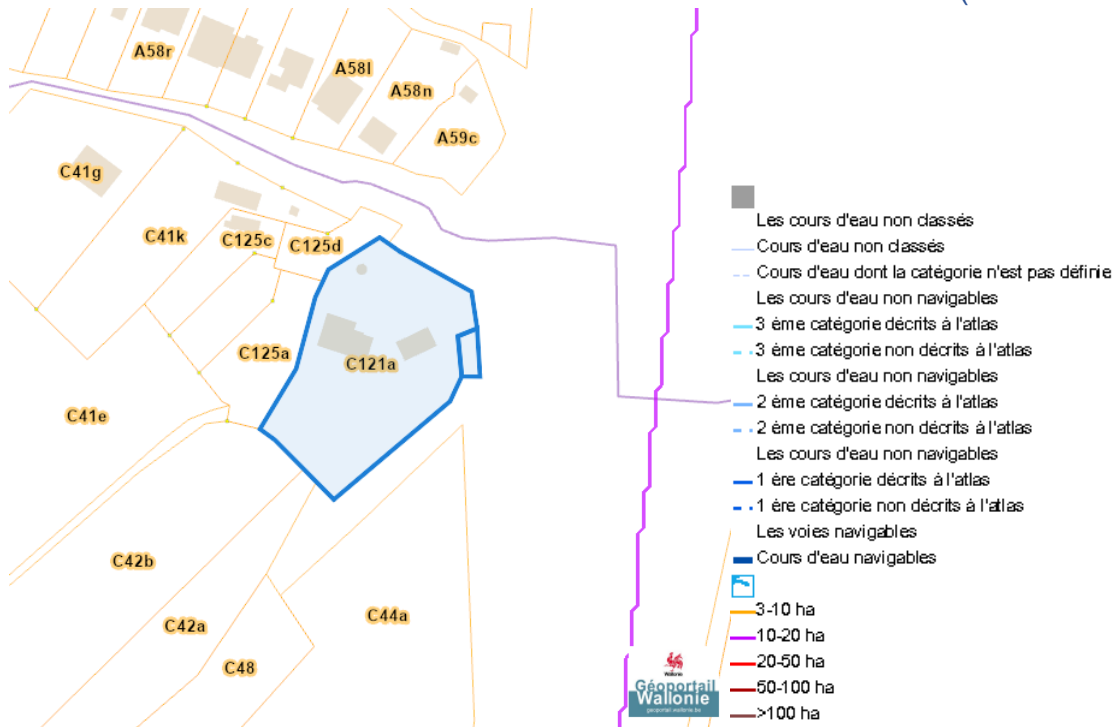 A58r
A58l
A58n
A59c
C41g
C41k
C125c
C125d
C125a
C121a
C41e
C42b
C42a
C44a
C48
Les cours d'eau non classés
Cours d'eau non classés
Cours d'eau dont la catégorie n'est pas définie
Les cours d'eau non navigables
3 ème catégorie décrits à l'atlas
3 ème catégorie non décrits à l'atlas
Les cours d'eau non navigables
2 ème catégorie décrits à l'atlas
2 ème catégorie non décrits à l'atlas
Les cours d'eau non navigables
1 ère catégorie décrits à l'atlas
1 ère catégorie non décrits à l'atlas
Les voies navigables
Cours d'eau navigables
3-10 ha
10-20 ha
20-50 ha
50-100 ha
>100 ha
Wallonie
Géoportail
Wallonie
geoportail.wallonie.be